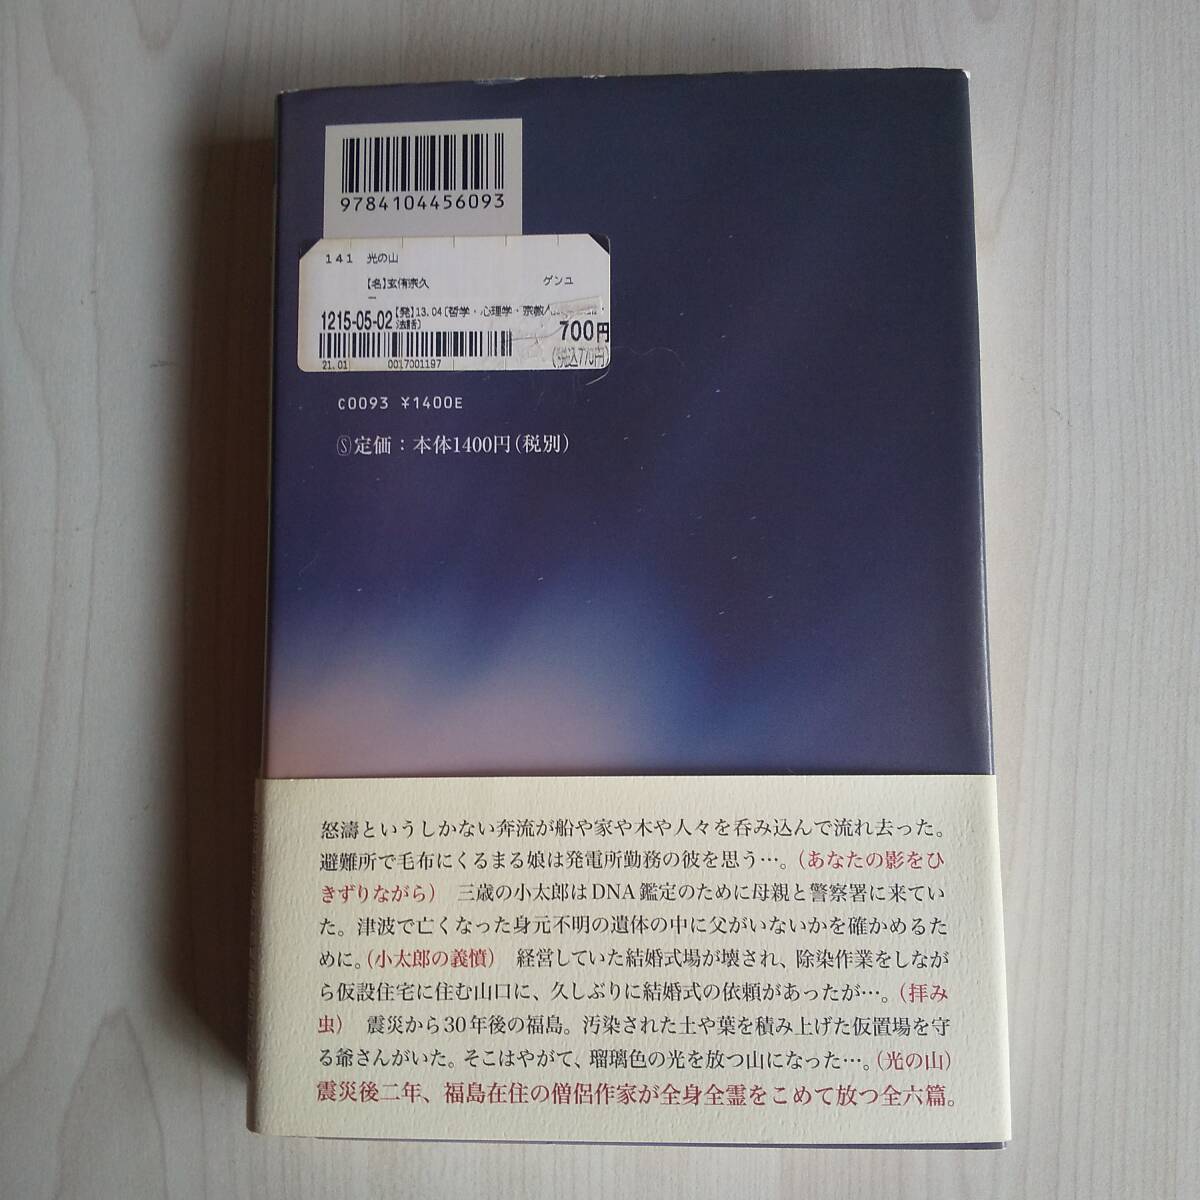 9784104456093
141 光の山
【名】玄侑宗久 ゲンユ
ー
1215-05-02 【発】13.04〔哲学・心理学・宗教
法話〕
700円
(税込770円)
21.01 0017001197
C0093 ¥1400E
Ⓢ定価：本体1400円(税別)
怒濤というしかない奔流が船や家や木や人々を呑み込んで流れ去った。
避難所で毛布にくるまる娘は発電所勤務の彼を思う…。（あなたの影をひ
きずりながら） 三歳の小太郎はDNA鑑定のために母親と警察署に来てい
た。津波で亡くなった身元不明の遺体の中に父がいないかを確かめるた
めに。（小太郎の義憤） 経営していた結婚式場が壊され、除染作業をしなが
ら仮設住宅に住む山口に、久しぶりに結婚式の依頼があったが…。（拝み
虫） 震災から30年後の福島。汚染された土や葉を積み上げた仮置場を守
る爺さんがいた。そこはやがて、瑠璃色の光を放つ山になった…。（光の山）
震災後二年、福島在住の僧侶作家が全身全霊をこめて放つ全六篇。